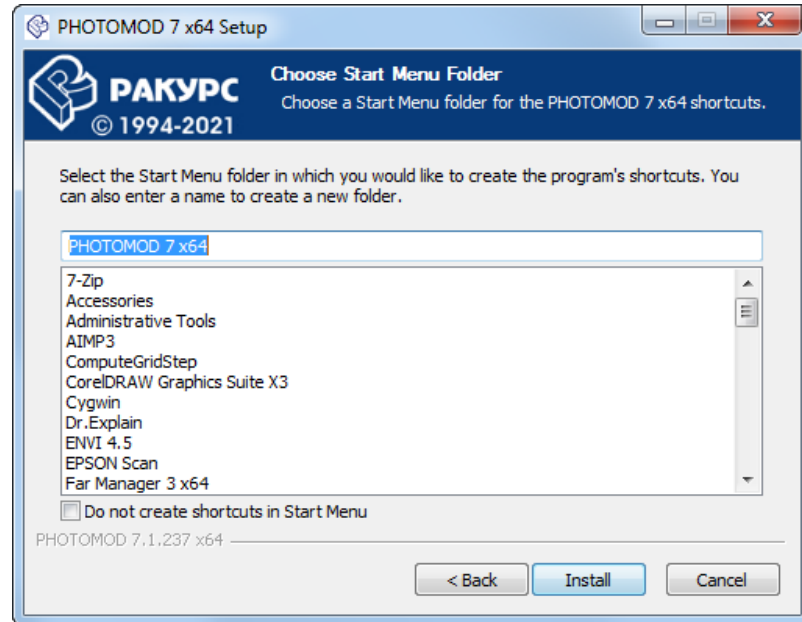 PHOTOMOD 7 x64 Setup
РАКУРС
© 1994-2021
Choose Start Menu Folder
Choose a Start Menu folder for the PHOTOMOD 7 x64 shortcuts.
Select the Start Menu folder in which you would like to create the program's shortcuts. You
can also enter a name to create a new folder.
PHOTOMOD 7 x64
7-Zip
Accessories
Administrative Tools
AIMP3
ComputeGridStep
CorelDRAW Graphics Suite X3
Cygwin
Dr.Explain
ENVI 4.5
EPSON Scan
Far Manager 3 x64
Do not create shortcuts in Start Menu
PHOTOMOD 7.1.237 x64
< Back
Install
Cancel